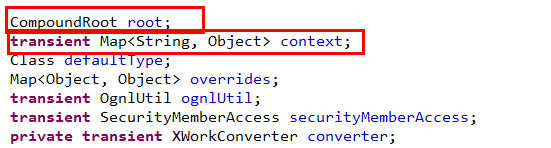 CompoundRoot root;
transient Map<String, Object> context;
Class defaultType;
Map<Object, Object> overrides;
transient OgnlUtil ognlUtil;
transient SecurityMemberAccess securityMemberAccess;
private transient XWorkConverter converter;